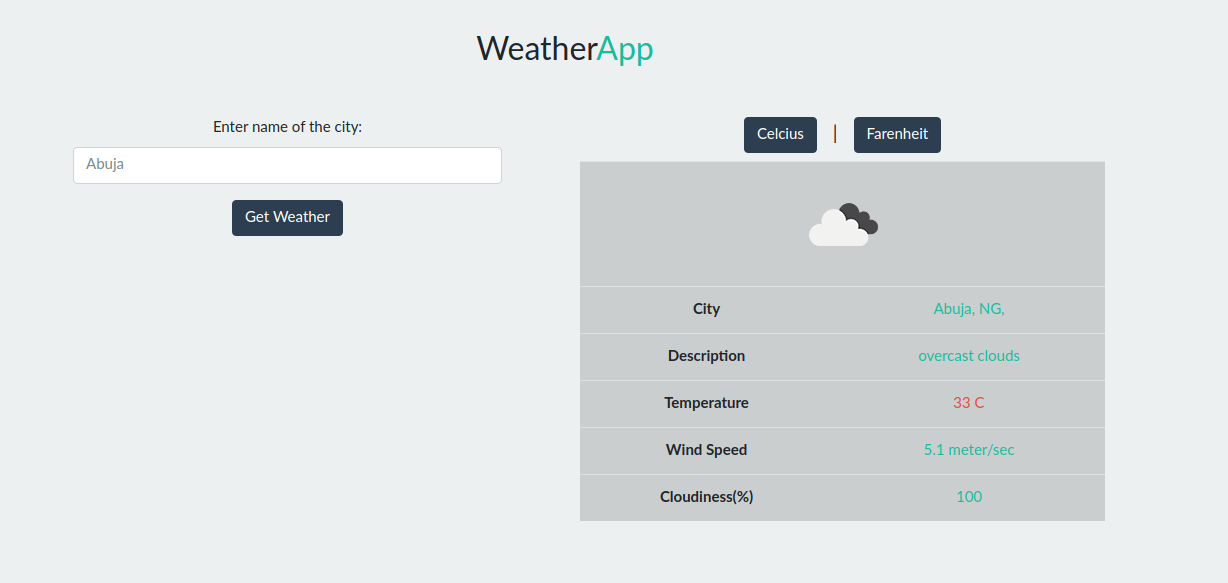 WeatherApp
Enter name of the city:
Abuja
Get Weather
Celcius | Farenheit
City Abuja, NG,
Description overcast clouds
Temperature 33 C
Wind Speed 5.1 meter/sec
Cloudiness(%) 100